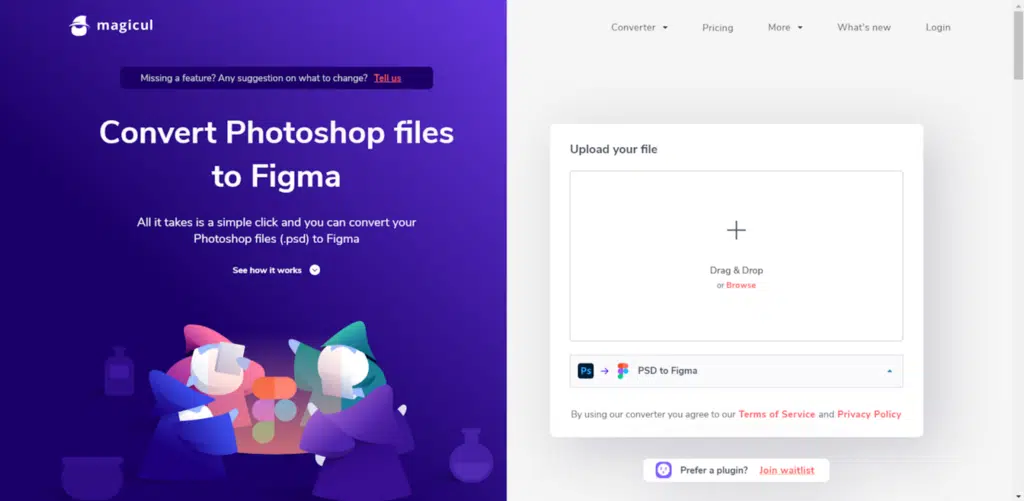 magicul
Converter
Pricing
More
What's new
Login
Missing a feature? Any suggestion on what to change? Tell us
Convert Photoshop files
to Figma
All it takes is a simple click and you can convert your
Photoshop files (.psd) to Figma
See how it works
Upload your file
Drag & Drop
or Browse
Ps
PSD to Figma
By using our converter you agree to our Terms of Service and Privacy Policy
Prefer a plugin? Join waitlist